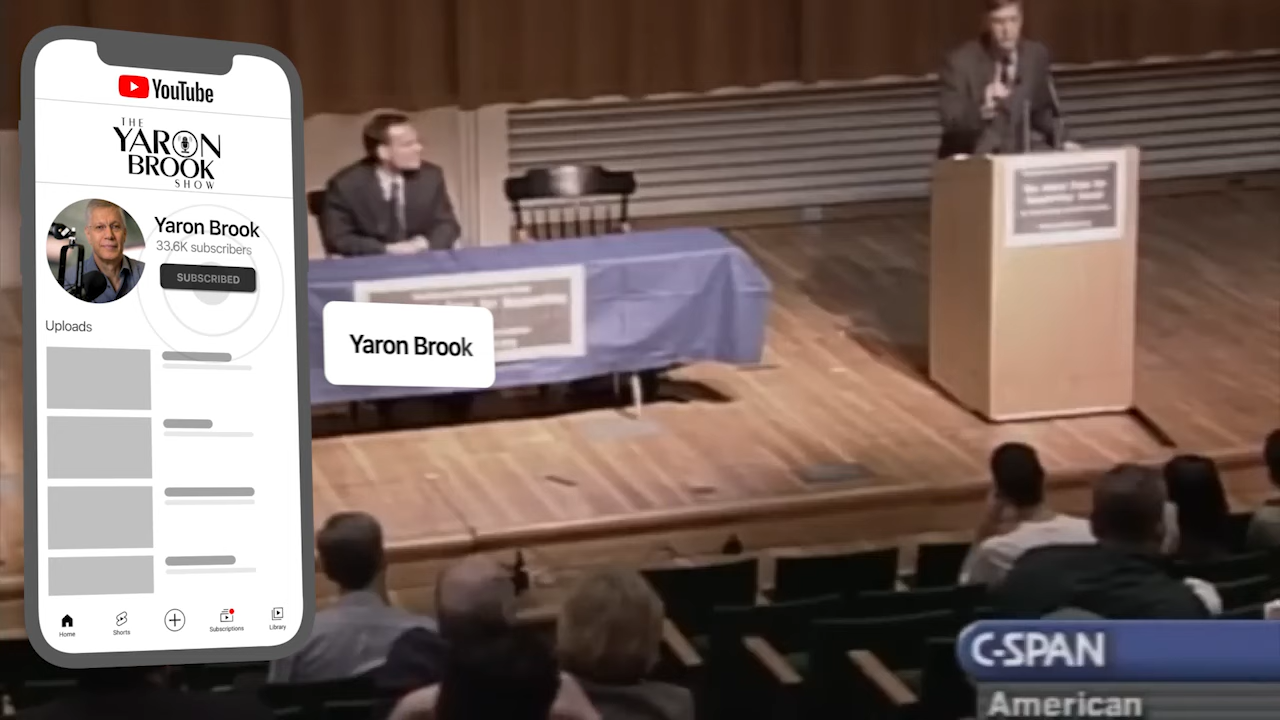 YouTube
THE
YARON
BROOK
SHOW
Yaron Brook
33.6K subscribers
SUBSCRIBED
Uploads
Home
Shorts
Subscriptions
Library
Yaron Brook
C-SPAN
American